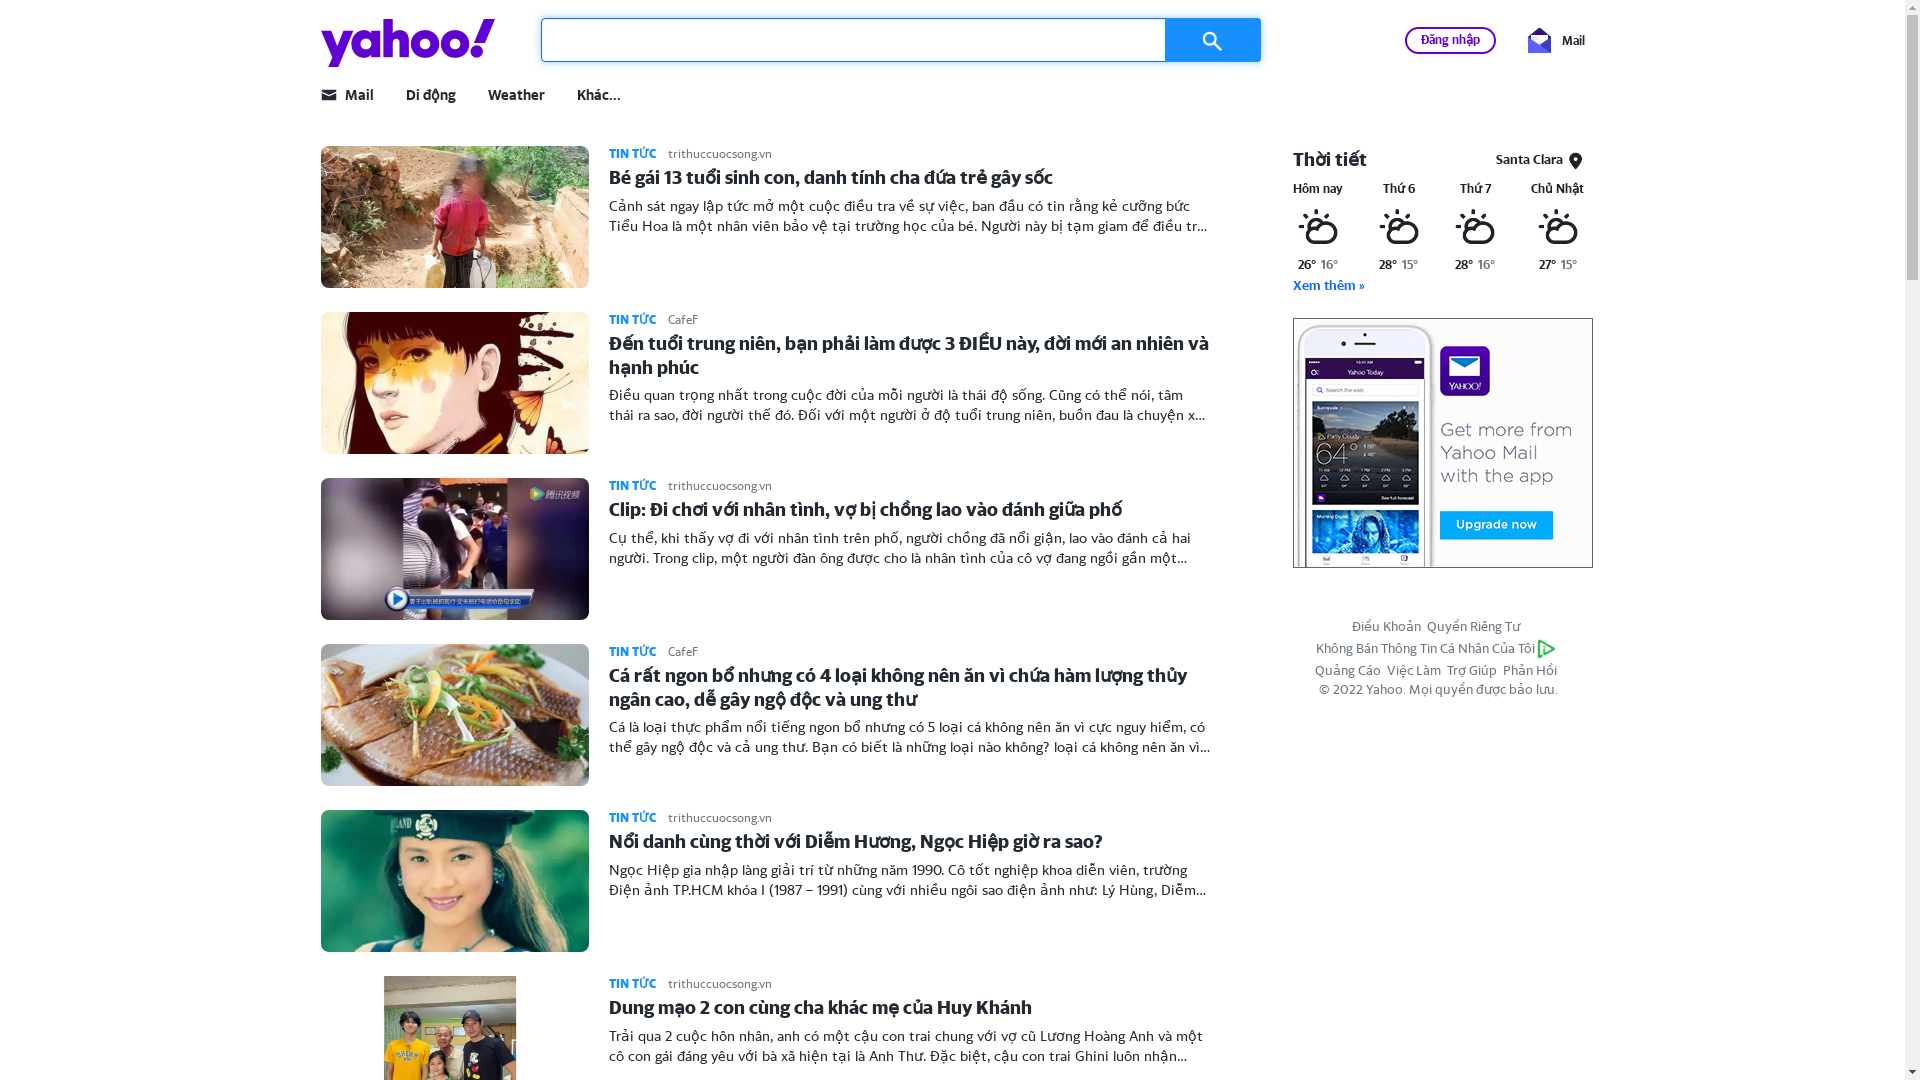 yahoo!
Đăng nhập
Mail
Mail
Di động
Weather
Khác...
TIN TỨC trithuccuocsong.vn
Bé gái 13 tuổi sinh con, danh tính cha đứa trẻ gây sốc
Cảnh sát ngay lập tức mở một cuộc điều tra về sự việc, ban đầu có tin rằng kẻ cưỡng bức
Tiểu Hoa là một nhân viên bảo vệ tại trường học của bé. Người này bị tạm giam để điều tr...
TIN TỨC CafeF
Đến tuổi trung niên, bạn phải làm được 3 ĐIỀU này, đời mới an nhiên và
hạnh phúc
Điều quan trọng nhất trong cuộc đời của mỗi người là thái độ sống. Cũng có thể nói, tâm
thái ra sao, đời người thế đó. Đối với một người ở độ tuổi trung niên, buồn đau là chuyện x...
腾讯视频
TIN TỨC trithuccuocsong.vn
Clip: Đi chơi với nhân tình, vợ bị chồng lao vào đánh giữa phố
Cụ thể, khi thấy vợ đi với nhân tình trên phố, người chồng đã nổi giận, lao vào đánh cả hai
người. Trong clip, một người đàn ông được cho là nhân tình của cô vợ đang ngồi gần một...
TIN TỨC CafeF
Cá rất ngon bổ nhưng có 4 loại không nên ăn vì chứa hàm lượng thủy
ngân cao, dễ gây ngộ độc và ung thư
Cá là loại thực phẩm nổi tiếng ngon bổ nhưng có 5 loại cá không nên ăn vì cực nguy hiểm, có
thể gây ngộ độc và cả ung thư. Bạn có biết là những loại nào không? loại cá không nên ăn vì...
TIN TỨC trithuccuocsong.vn
Nổi danh cùng thời với Diễm Hương, Ngọc Hiệp giờ ra sao?
Ngọc Hiệp gia nhập làng giải trí từ những năm 1990. Cô tốt nghiệp khoa diễn viên, trường
Điện ảnh TP.HCM khóa I (1987 – 1991) cùng với nhiều ngôi sao điện ảnh như: Lý Hùng, Diễm...
TIN TỨC trithuccuocsong.vn
Dung mạo 2 con cùng cha khác mẹ của Huy Khánh
Trải qua 2 cuộc hôn nhân, anh có một cậu con trai chung với vợ cũ Lương Hoàng Anh và một
cô con gái đáng yêu với bà xã hiện tại là Anh Thư. Đặc biệt, cậu con trai Ghini luôn nhận...
Thời tiết
Santa Clara
Hôm nay Thứ 6 Thứ 7 Chủ Nhật
26° 16° 28° 15° 28° 16° 27° 15°
Xem thêm »
Yahoo Today
Search the web
Sunnyvale
Partly Cloudy
64°
See full forecast
Morning Digest
YAHOO!
Get more from
Yahoo Mail
with the app
Upgrade now
Điều Khoản Quyền Riêng Tư
Không Bán Thông Tin Cá Nhân Của Tôi
Quảng Cáo Việc Làm Trợ Giúp Phản Hồi
© 2022 Yahoo. Mọi quyền được bảo lưu.